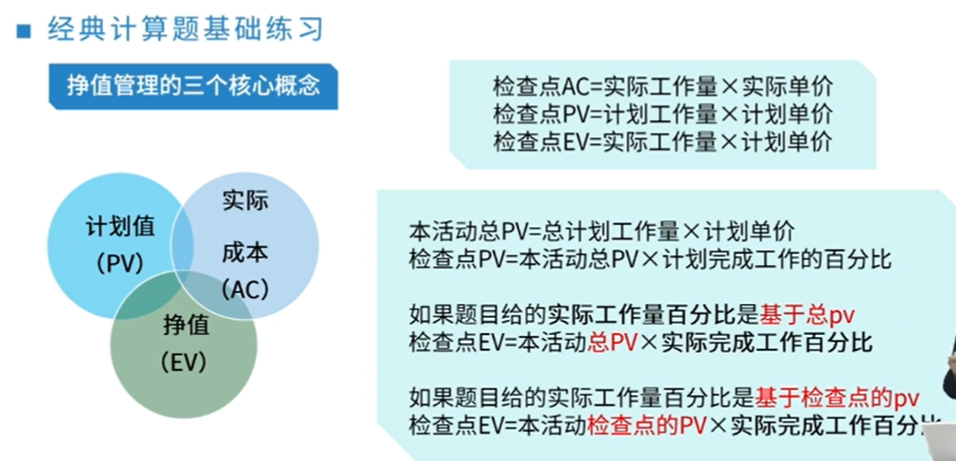 经典计算题基础练习
挣值管理的三个核心概念
检查点AC=实际工作量×实际单价
检查点PV=计划工作量×计划单价
检查点EV=实际工作量×计划单价
计划值
（PV）
实际
成本
（AC）
挣值
（EV）
本活动总PV=总计划工作量×计划单价
检查点PV=本活动总PV×计划完成工作的百分比
如果题目给的实际工作量百分比是基于总pv
检查点EV=本活动总PV×实际完成工作百分比
如果题目给的实际工作量百分比是基于检查点的pv
检查点EV=本活动检查点的PV×实际完成工作百分比